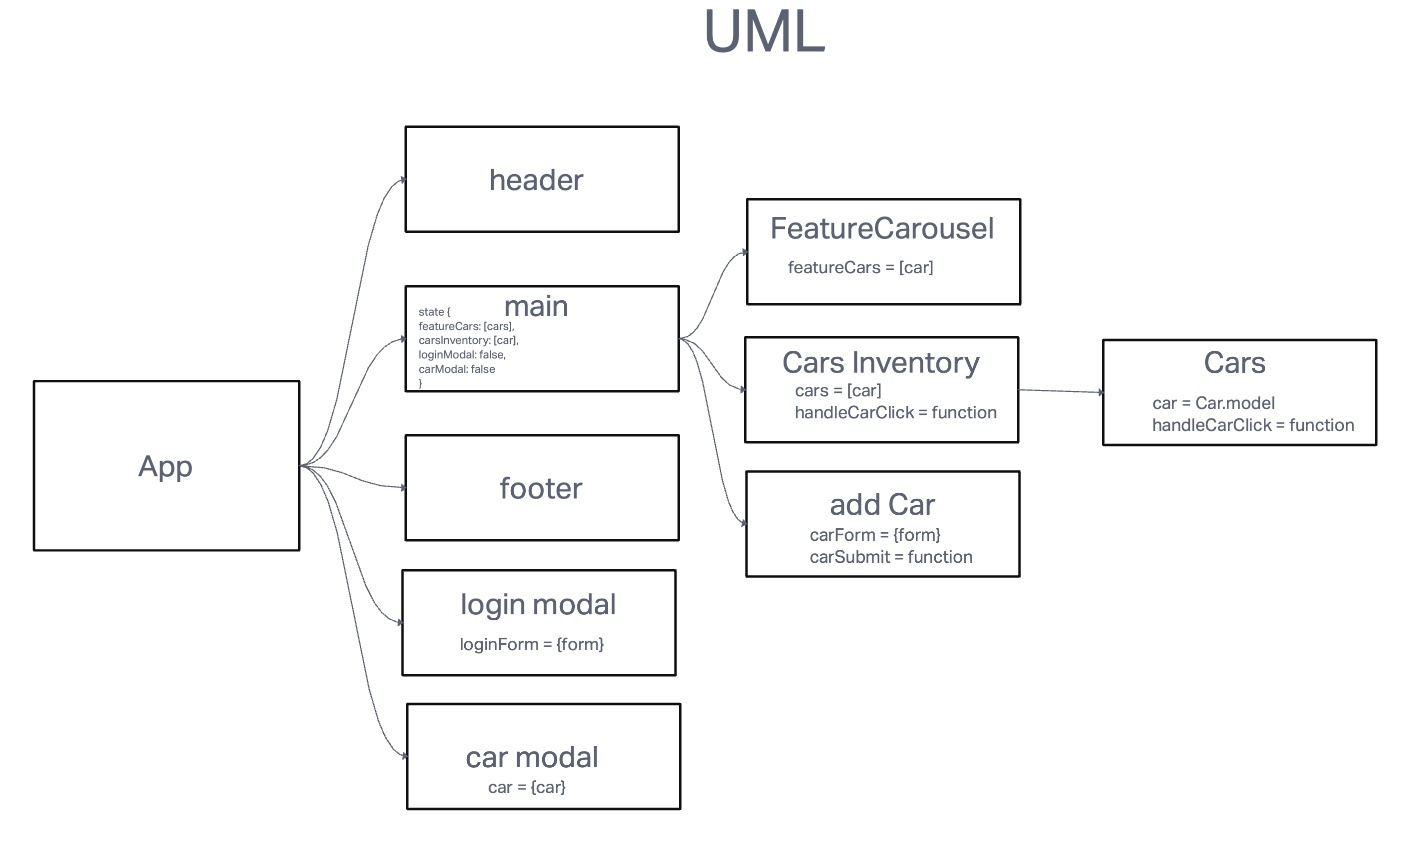 UML
header
main
state {
featureCars: [cars],
carsInventory: [car],
loginModal: false,
carModal: false
}
App
footer
login modal
loginForm = {form}
car modal
car = {car}
FeatureCarousel
featureCars = [car]
Cars Inventory
cars = [car]
handleCarClick = function
add Car
carForm = {form}
carSubmit = function
Cars
car = Car.model
handleCarClick = function